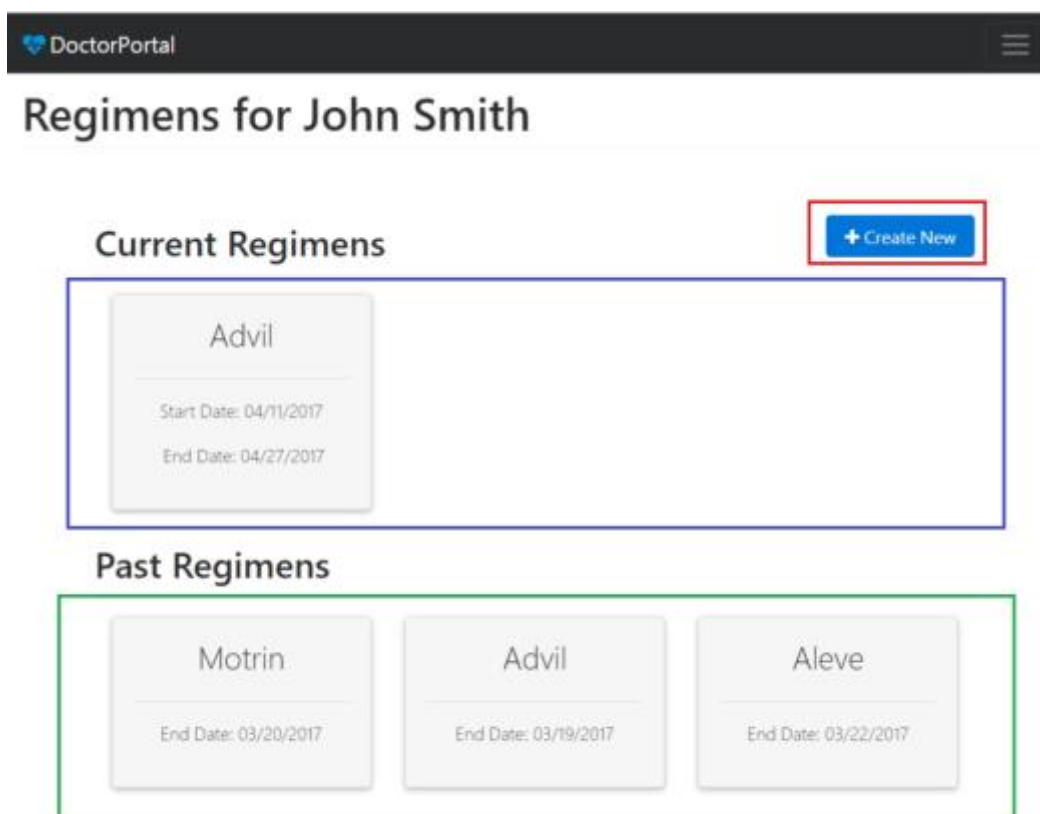 DoctorPortal
Regimens for John Smith
Current Regimens
Create New
Advil
Start Date: 04/11/2017
End Date: 04/27/2017
Past Regimens
Motrin
End Date: 03/20/2017
Advil
End Date: 03/19/2017
Aleve
End Date: 03/22/2017